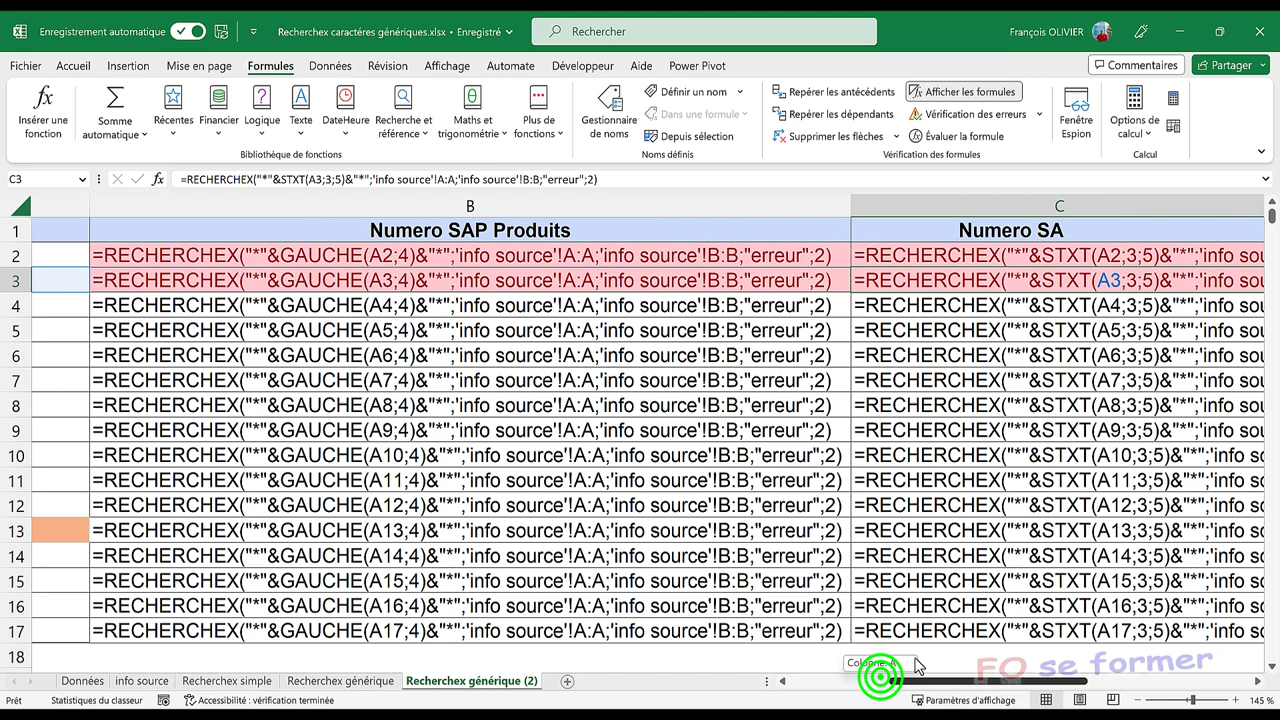 Enregistrement automatique
Recherchex caractéres génériques.xlsx • Enregistré
Rechercher
François OLIVIER
Fichier Accueil Insertion Mise en page Formules Données Révision Affichage Automate Développeur Aide Power Pivot
Commentaires Partager
Insérer une fonction
Somme automatique
Récentes
Financier
Logique
Texte
DateHeure
Recherche et référence
Maths et trigonométrie
Plus de fonctions
Bibliothèque de fonctions
Gestionnaire de noms
Définir un nom
Dans une formule
Depuis sélection
Noms définis
Repérer les antécédents
Repérer les dépendants
Supprimer les flèches
Afficher les formules
Vérification des erreurs
Évaluer la formule
Vérification des formules
Fenêtre Espion
Options de calcul
Calcul
C3 fx =RECHERCHEX("*"&STXT(A3;3;5)&"*";'info source'!A:A;'info source'!B:B;"erreur";2)
B C
1 Numero SAP Produits Numero SA
2 =RECHERCHEX("*"&GAUCHE(A2;4)&"*";'info source'!A:A;'info source'!B:B;"erreur";2) =RECHERCHEX("*"&STXT(A2;3;5)&"*";'info sou
3 =RECHERCHEX("*"&GAUCHE(A3;4)&"*";'info source'!A:A;'info source'!B:B;"erreur";2) =RECHERCHEX("*"&STXT(A3;3;5)&"*";'info sou
4 =RECHERCHEX("*"&GAUCHE(A4;4)&"*";'info source'!A:A;'info source'!B:B;"erreur";2) =RECHERCHEX("*"&STXT(A4;3;5)&"*";'info sou
5 =RECHERCHEX("*"&GAUCHE(A5;4)&"*";'info source'!A:A;'info source'!B:B;"erreur";2) =RECHERCHEX("*"&STXT(A5;3;5)&"*";'info sou
6 =RECHERCHEX("*"&GAUCHE(A6;4)&"*";'info source'!A:A;'info source'!B:B;"erreur";2) =RECHERCHEX("*"&STXT(A6;3;5)&"*";'info sou
7 =RECHERCHEX("*"&GAUCHE(A7;4)&"*";'info source'!A:A;'info source'!B:B;"erreur";2) =RECHERCHEX("*"&STXT(A7;3;5)&"*";'info sou
8 =RECHERCHEX("*"&GAUCHE(A8;4)&"*";'info source'!A:A;'info source'!B:B;"erreur";2) =RECHERCHEX("*"&STXT(A8;3;5)&"*";'info sou
9 =RECHERCHEX("*"&GAUCHE(A9;4)&"*";'info source'!A:A;'info source'!B:B;"erreur";2) =RECHERCHEX("*"&STXT(A9;3;5)&"*";'info sou
10 =RECHERCHEX("*"&GAUCHE(A10;4)&"*";'info source'!A:A;'info source'!B:B;"erreur";2) =RECHERCHEX("*"&STXT(A10;3;5)&"*";'info so
11 =RECHERCHEX("*"&GAUCHE(A11;4)&"*";'info source'!A:A;'info source'!B:B;"erreur";2) =RECHERCHEX("*"&STXT(A11;3;5)&"*";'info so
12 =RECHERCHEX("*"&GAUCHE(A12;4)&"*";'info source'!A:A;'info source'!B:B;"erreur";2) =RECHERCHEX("*"&STXT(A12;3;5)&"*";'info so
13 =RECHERCHEX("*"&GAUCHE(A13;4)&"*";'info source'!A:A;'info source'!B:B;"erreur";2) =RECHERCHEX("*"&STXT(A13;3;5)&"*";'info so
14 =RECHERCHEX("*"&GAUCHE(A14;4)&"*";'info source'!A:A;'info source'!B:B;"erreur";2) =RECHERCHEX("*"&STXT(A14;3;5)&"*";'info so
15 =RECHERCHEX("*"&GAUCHE(A15;4)&"*";'info source'!A:A;'info source'!B:B;"erreur";2) =RECHERCHEX("*"&STXT(A15;3;5)&"*";'info so
16 =RECHERCHEX("*"&GAUCHE(A16;4)&"*";'info source'!A:A;'info source'!B:B;"erreur";2) =RECHERCHEX("*"&STXT(A16;3;5)&"*";'info so
17 =RECHERCHEX("*"&GAUCHE(A17;4)&"*";'info source'!A:A;'info source'!B:B;"erreur";2) =RECHERCHEX("*"&STXT(A17;3;5)&"*";'info so
18
Colonne: A
FO se former
Données info source Recherchex simple Recherchex générique Recherchex générique (2)
Prêt Statistiques du classeur Accessibilité : vérification terminée Paramètres d'affichage 145 %